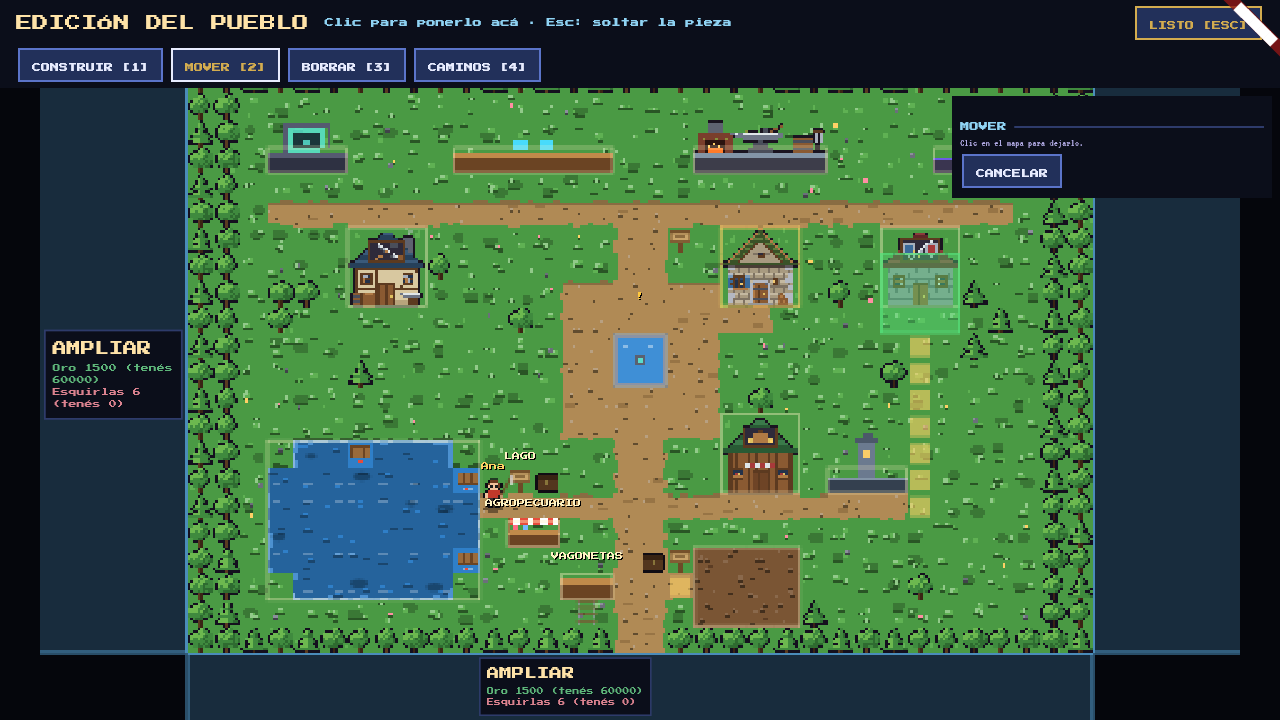 EDICIÓN DEL PUEBLO
Clic para ponerlo acá · Esc: soltar la pieza
LISTO [ESC]
CONSTRUIR [1]
MOVER [2]
BORRAR [3]
CAMINOS [4]
MOVER
Clic en el mapa para dejarlo.
CANCELAR
AMPLIAR
Oro 1500 (tenés
60000)
Esquirlas 6
(tenés 0)
LAGO
Ana
AGROPECUARIO
VAGONETAS
AMPLIAR
Oro 1500 (tenés 60000)
Esquirlas 6 (tenés 0)